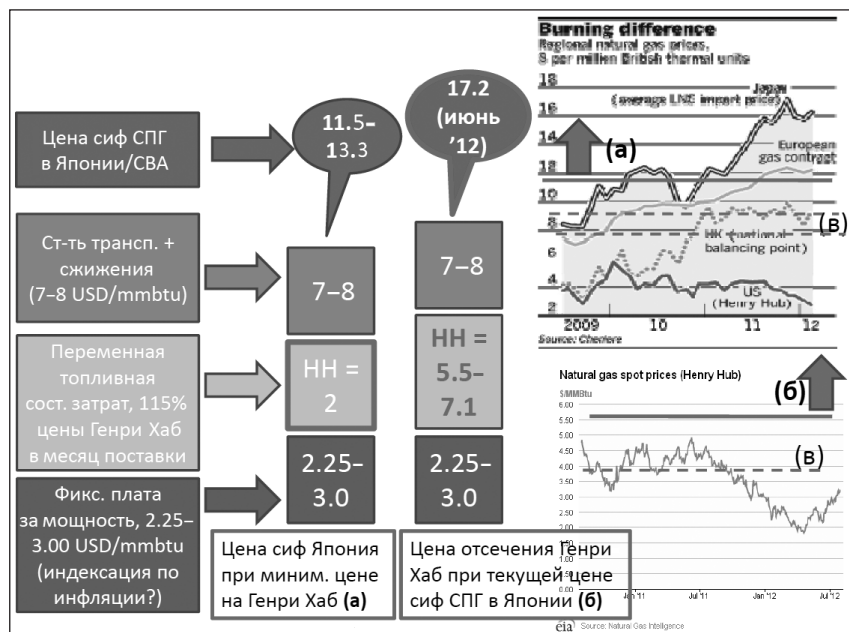 Цена сиф СПГ
в Японии/СВА
Ст-ть трансп. +
сжижения
(7–8 USD/mmbtu)
Переменная
топливная
сост. затрат, 115%
цены Генри Хаб
в месяц поставки
Фикс. плата
за мощность, 2.25–
3.00 USD/mmbtu
(индексация по
инфляции?)
11.5–
13.3
7–8
HH =
2
2.25–
3.0
Цена сиф Япония
при миним. цене
на Генри Хаб (а)
17.2
(июнь
’12)
7–8
HH =
5.5–
7.1
2.25–
3.0
Цена отсечения Генри
Хаб при текущей цене
сиф СПГ в Японии (б)
Burning difference
Regional natural gas prices,
$ per million British thermal units
18
16
14
12
10
8
6
4
2
Japan
(average LNG import price)
(а)
European
gas contract
(в)
UK (national
balancing point)
US
(Henry Hub)
2009
10
11
12
Source: Cheniere
Natural gas spot prices (Henry Hub)
(б)
$/MMBtu
6.00
5.50
5.00
4.50
4.00
3.50
3.00
2.50
2.00
1.50
1.00
0.50
0.00
(в)
Jan '11
Jul '11
Jan '12
Jul '12
eia
Source: Natural Gas Intelligence